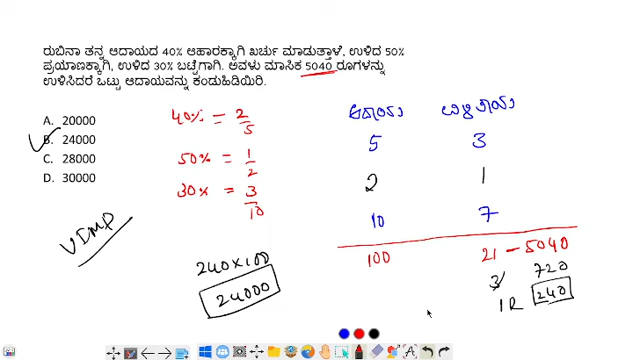 ರುಬಿನಾ ತನ್ನ ಆದಾಯದ 40% ಆಹಾರಕ್ಕಾಗಿ ಖರ್ಚು ಮಾಡುತ್ತಾಳೆ, ಉಳಿದ 50%
ಪ್ರಯಾಣಕ್ಕಾಗಿ, ಉಳಿದ 30% ಬಟ್ಟೆಗಾಗಿ. ಅವಳು ಮಾಸಿಕ 5040 ರೂಗಳನ್ನು
ಉಳಿಸಿದರೆ ಒಟ್ಟು ಆದಾಯವನ್ನು ಕಂಡುಹಿಡಿಯಿರಿ.
A. 20000
B. 24000
C. 28000
D. 30000
VIMP
40% = 2/5
50% = 1/2
30% = 3/10
240×100
24000
ಆದಾಯ ಉಳಿತಾಯ
5 3
2 1
10 7
100 21 – 5040
3 720
1R 240